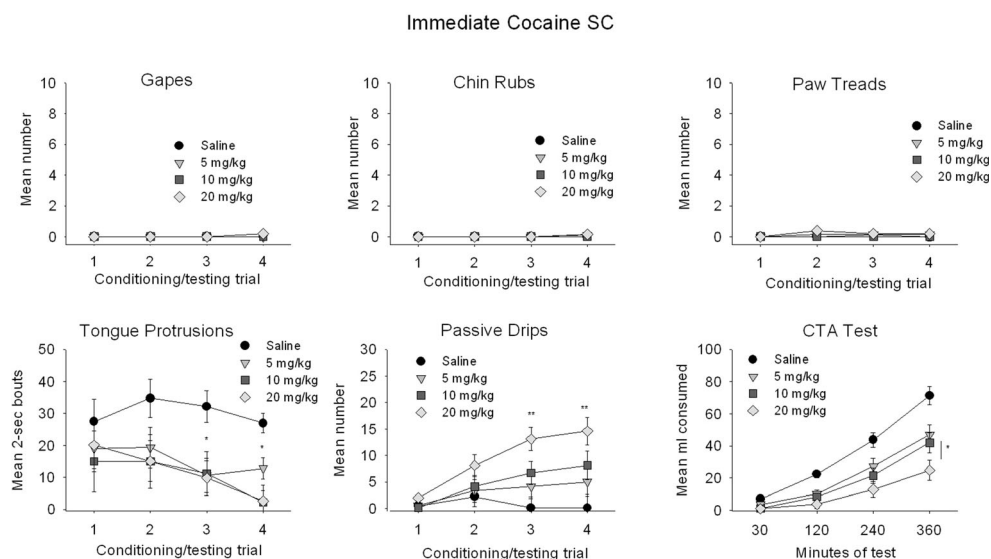 Immediate Cocaine SC
Gapes
Mean number
10
8
6
4
2
0
Saline
5 mg/kg
10 mg/kg
20 mg/kg
1 2 3 4
Conditioning/testing trial
Chin Rubs
Mean number
10
8
6
4
2
0
Saline
5 mg/kg
10 mg/kg
20 mg/kg
1 2 3 4
Conditioning/testing trial
Paw Treads
Mean number
10
8
6
4
2
0
Saline
5 mg/kg
10 mg/kg
20 mg/kg
1 2 3 4
Conditioning/testing trial
Tongue Protrusions
Mean 2-sec bouts
50
40
30
20
10
0
Saline
5 mg/kg
10 mg/kg
20 mg/kg
* *
1 2 3 4
Conditioning/testing trial
Passive Drips
Mean number
30
25
20
15
10
5
0
Saline
5 mg/kg
10 mg/kg
20 mg/kg
** **
1 2 3 4
Conditioning/testing trial
CTA Test
Mean ml consumed
100
80
60
40
20
0
Saline
5 mg/kg
10 mg/kg
20 mg/kg
*
30 120 240 360
Minutes of test